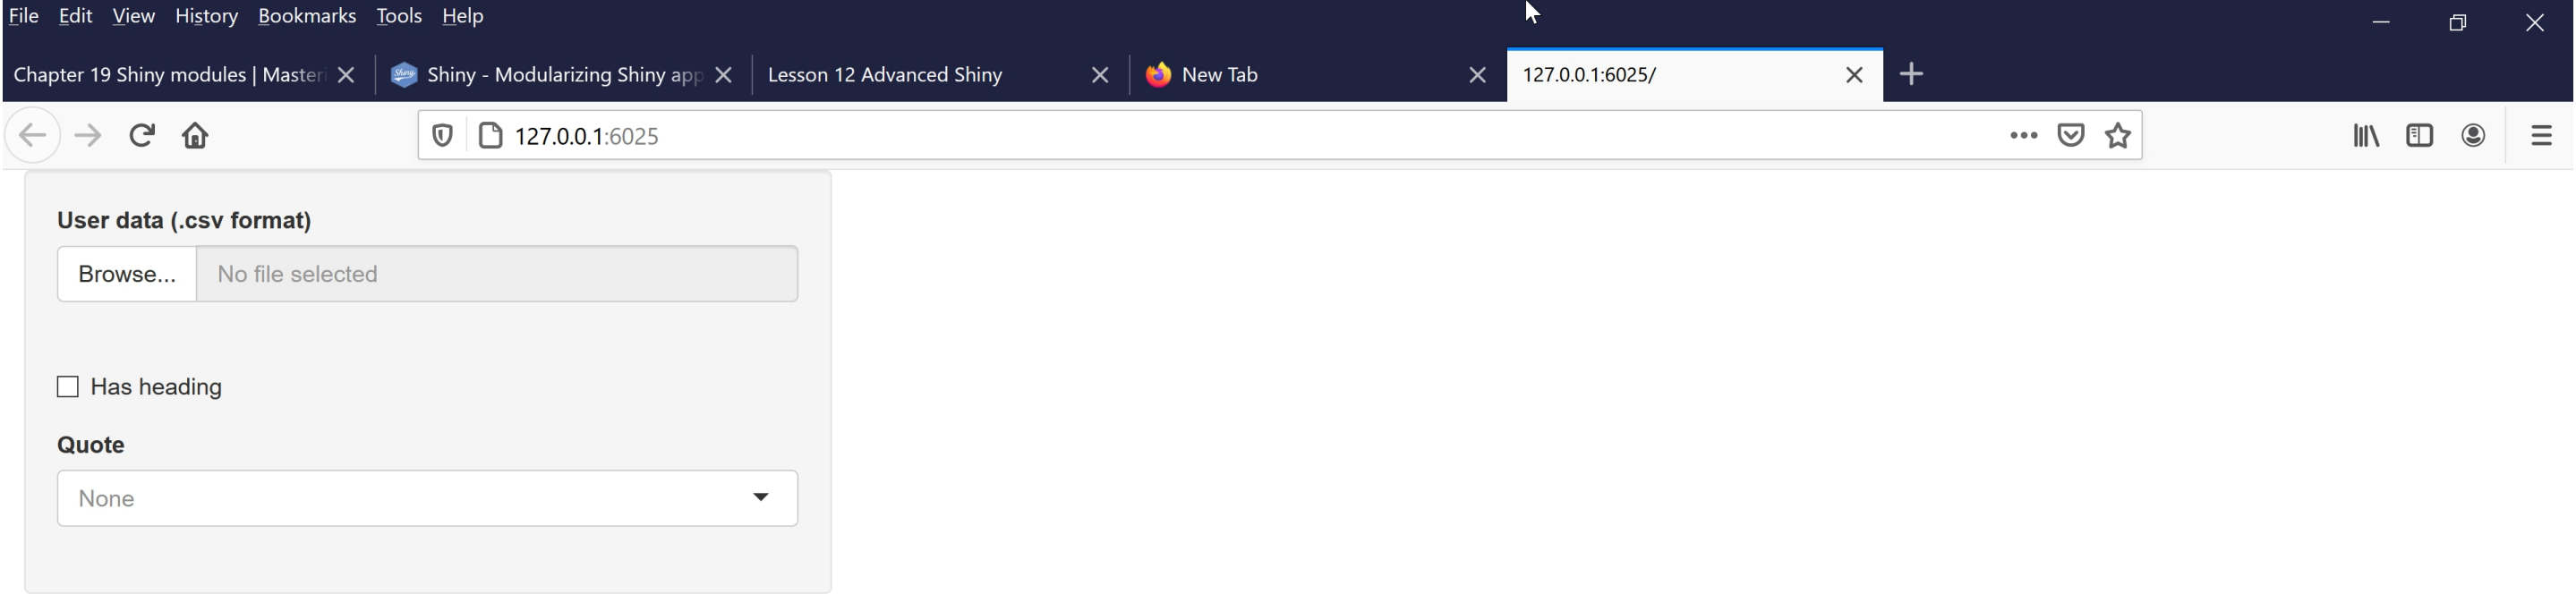 File Edit View History Bookmarks Tools Help
Chapter 19 Shiny modules | Masteri
Shiny - Modularizing Shiny app
Lesson 12 Advanced Shiny
New Tab
127.0.0.1:6025/
127.0.0.1:6025
User data (.csv format)
Browse... No file selected
Has heading
Quote
None